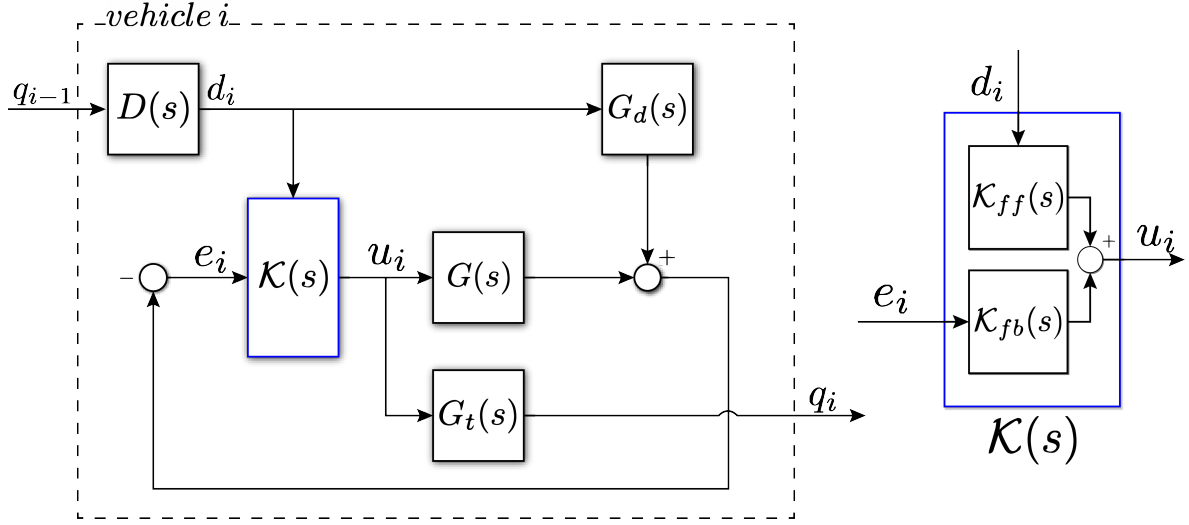 vehicle i
q_{i-1}
D(s)
d_i
G_d(s)
+
−
e_i
𝒦(s)
u_i
G(s)
G_t(s)
q_i
d_i
𝒦_{ff}(s)
+
u_i
e_i
𝒦_{fb}(s)
𝒦(s)